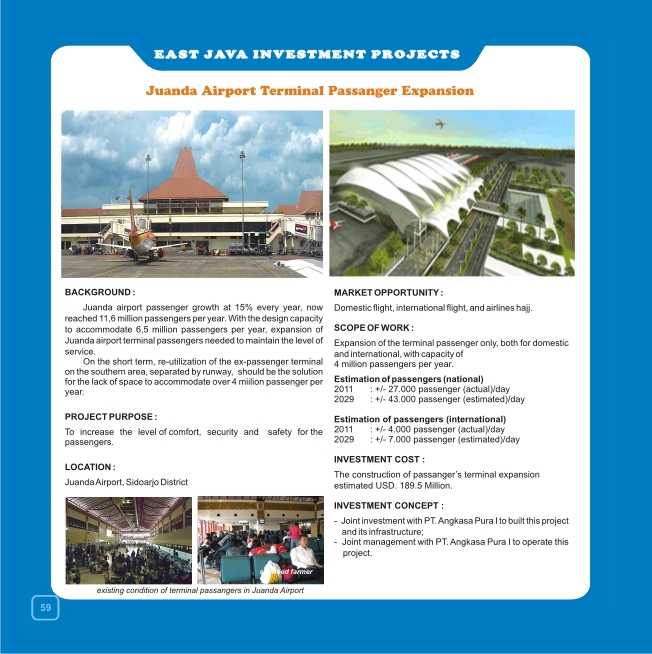 EAST JAVA INVESTMENT PROJECTS
Juanda Airport Terminal Passanger Expansion
BACKGROUND :
Juanda airport passenger growth at 15% every year, now
reached 11,6 million passengers per year. With the design capacity
to accommodate 6,5 million passengers per year, expansion of
Juanda airport terminal passengers needed to maintain the level of
service.
On the short term, re-utilization of the ex-passenger terminal
on the southern area, separated by runway, should be the solution
for the lack of space to accommodate over 4 miilion passenger per
year.
PROJECT PURPOSE :
To increase the level of comfort, security and safety for the
passengers.
LOCATION :
Juanda Airport, Sidoarjo District
existing condition of terminal passangers in Juanda Airport
MARKET OPPORTUNITY :
Domestic flight, international flight, and airlines hajj.
SCOPE OF WORK :
Expansion of the terminal passenger only, both for domestic
and international, with capacity of
4 million passengers per year.
Estimation of passengers (national)
2011 : +/- 27.000 passenger (actual)/day
2029 : +/- 43.000 passenger (estimated)/day
Estimation of passengers (international)
2011 : +/- 4.000 passenger (actual)/day
2029 : +/- 7.000 passenger (estimated)/day
INVESTMENT COST :
The construction of passanger's terminal expansion
estimated USD. 189.5 Million.
INVESTMENT CONCEPT :
- Joint investment with PT. Angkasa Pura I to built this project
and its infrastructure;
- Joint management with PT. Angkasa Pura I to operate this
project.
59